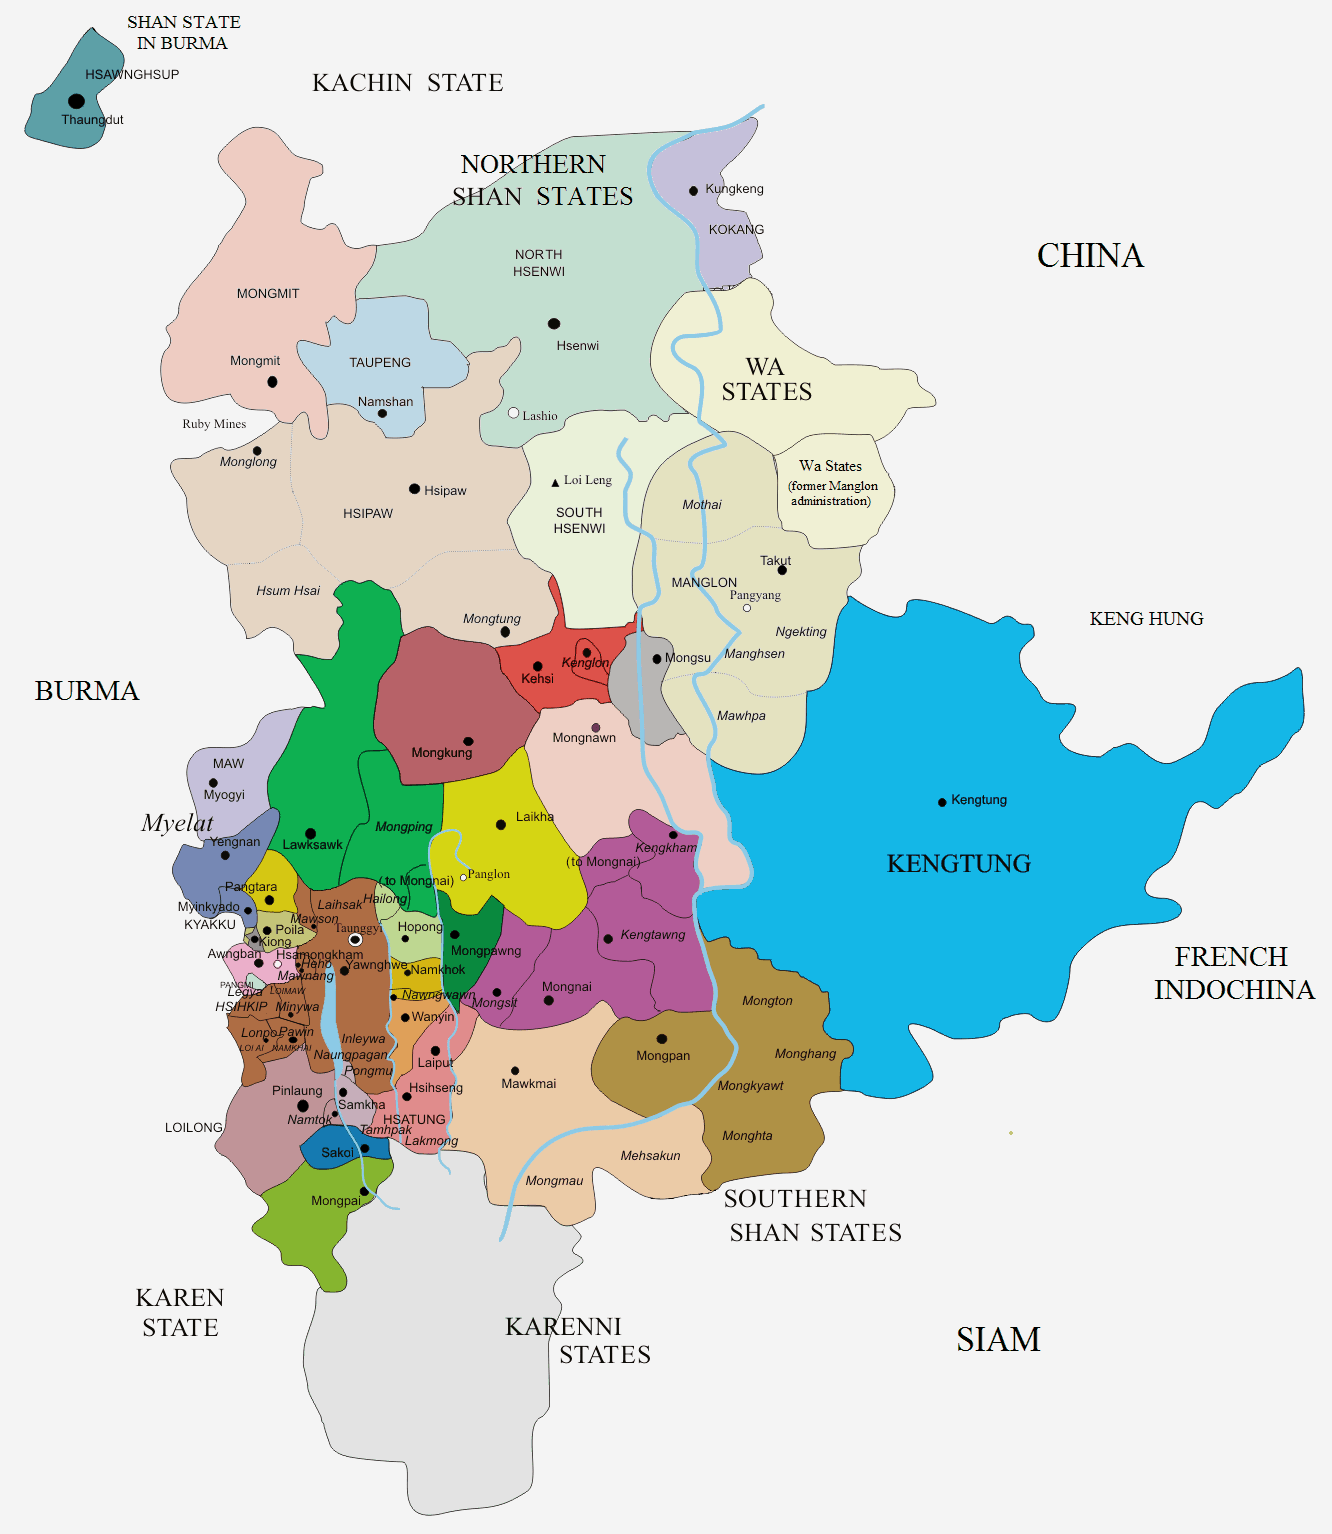 SHAN STATE
IN BURMA
HSAWNGHSUP
Thaungdut
KACHIN STATE
NORTHERN
SHAN STATES
Kungkeng
KOKANG
CHINA
NORTH
HSENWI
MONGMIT
Hsenwi
Mongmit
TAUPENG
WA
STATES
Namshan
Lashio
Ruby Mines
Monglong
Wa States
(former Manglon
administration)
Loi Leng
Hsipaw
HSIPAW
SOUTH
HSENWI
Mothai
Takut
MANGLON
Pangyang
Hsum Hsai
Mongtung
Ngekting
KENG HUNG
Manghsen
Mongsu
Kenglon
Kehsi
BURMA
Mawhpa
Mongnawn
Mongkung
MAW
Myogyi
Kengtung
Myelat
Laikha
Mongping
Yengnan
Lawksawk
Kengkham
(to Mongnai)
KENGTUNG
Panglon
(to Mongnai)
Pangtara
Hailong
Laihsak
Myinkyado
Mawson
KYAKKU
Poila
Taunggyi
Hopong
Kengtawng
Kiong
Mongpawng
Awngban
Hsamongkham
Heho
Yawnghwe
Namkhok
FRENCH
INDOCHINA
Mawnang
PANGMI
Legya
LOIMAW
Nawngwawn
Mongsit
Mongnai
Mongton
HSIHKIP
Minywa
Wanyin
Lonpo
Pawin
Inleywa
LOI AI
NAMKHAI
Naungpagan
Mongpan
Monghang
Laiput
Pongmu
Mawkmai
Mongkyawt
Hsihseng
Pinlaung
Samkha
Namtok
HSATUNG
LOILONG
Tamhpak
Lakmong
Monghta
Sakoi
Mehsakun
Mongmau
Mongpai
SOUTHERN
SHAN STATES
KAREN
STATE
KARENNI
STATES
SIAM